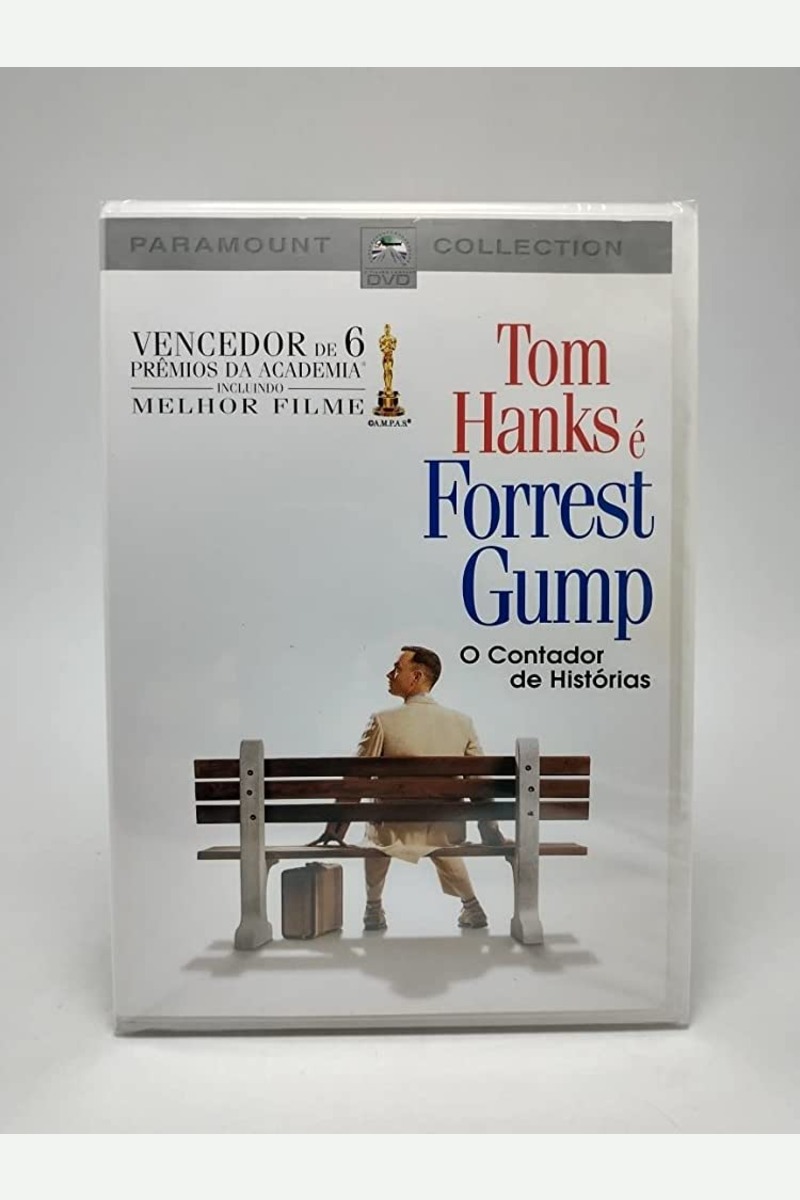 PARAMOUNT COLLECTION
DVD
VENCEDOR DE 6
PRÊMIOS DA ACADEMIA®
INCLUINDO
MELHOR FILME
©A.M.P.A.S.®
Tom
Hanks é
Forrest
Gump
O Contador
de Histórias